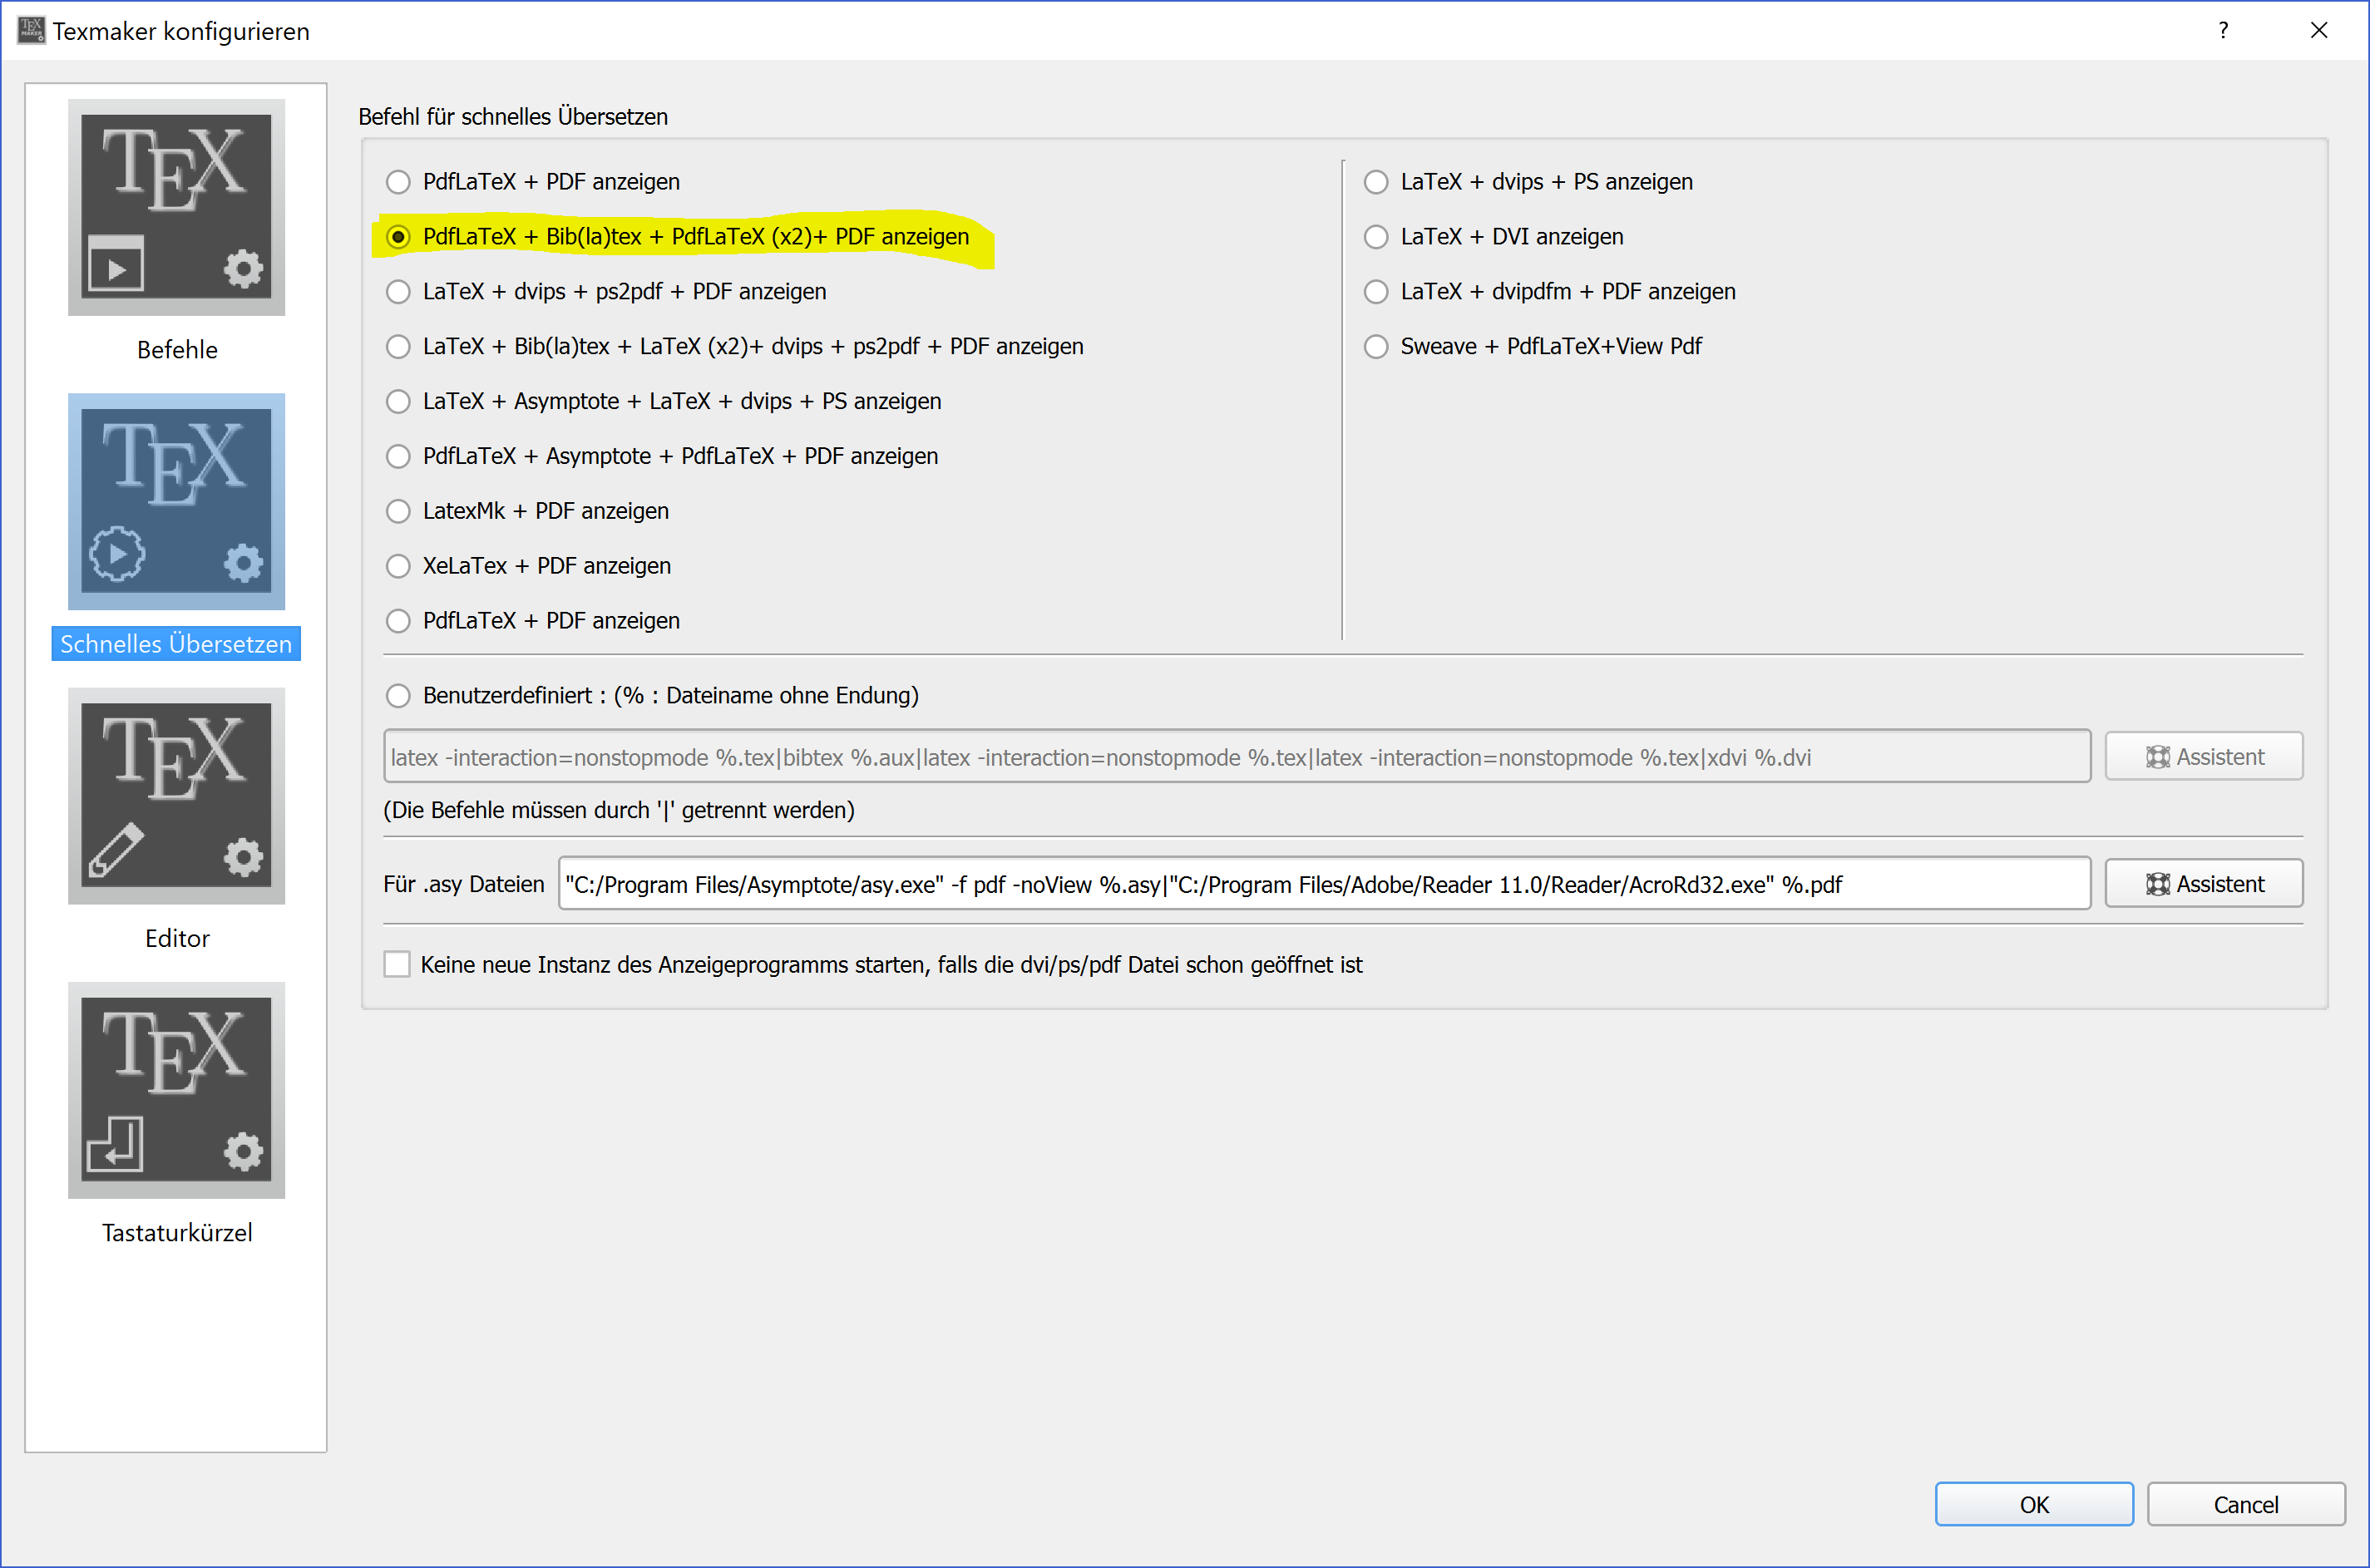 Texmaker konfigurieren
?
TEX
Befehle
TEX
Schnelles Übersetzen
TEX
Editor
TEX
Tastaturkürzel
Befehl für schnelles Übersetzen
PdfLaTeX + PDF anzeigen
PdfLaTeX + Bib(la)tex + PdfLaTeX (x2)+ PDF anzeigen
LaTeX + dvips + ps2pdf + PDF anzeigen
LaTeX + Bib(la)tex + LaTeX (x2)+ dvips + ps2pdf + PDF anzeigen
LaTeX + Asymptote + LaTeX + dvips + PS anzeigen
PdfLaTeX + Asymptote + PdfLaTeX + PDF anzeigen
LatexMk + PDF anzeigen
XeLaTex + PDF anzeigen
PdfLaTeX + PDF anzeigen
LaTeX + dvips + PS anzeigen
LaTeX + DVI anzeigen
LaTeX + dvipdfm + PDF anzeigen
Sweave + PdfLaTeX+View Pdf
Benutzerdefiniert : (% : Dateiname ohne Endung)
latex -interaction=nonstopmode %.tex|bibtex %.aux|latex -interaction=nonstopmode %.tex|latex -interaction=nonstopmode %.tex|xdvi %.dvi
Assistent
(Die Befehle müssen durch '|' getrennt werden)
Für .asy Dateien
"C:/Program Files/Asymptote/asy.exe" -f pdf -noView %.asy|"C:/Program Files/Adobe/Reader 11.0/Reader/AcroRd32.exe" %.pdf
Assistent
Keine neue Instanz des Anzeigeprogramms starten, falls die dvi/ps/pdf Datei schon geöffnet ist
OK
Cancel